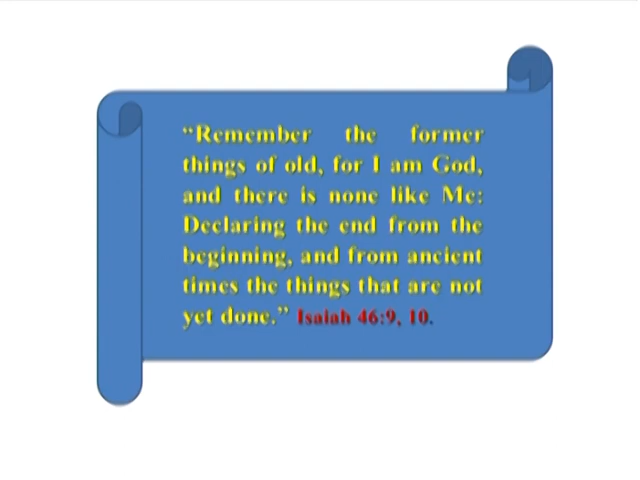 “Remember the former
things of old, for I am God,
and there is none like Me:
Declaring the end from the
beginning, and from ancient
times the things that are not
yet done.” Isaiah 46:9, 10.